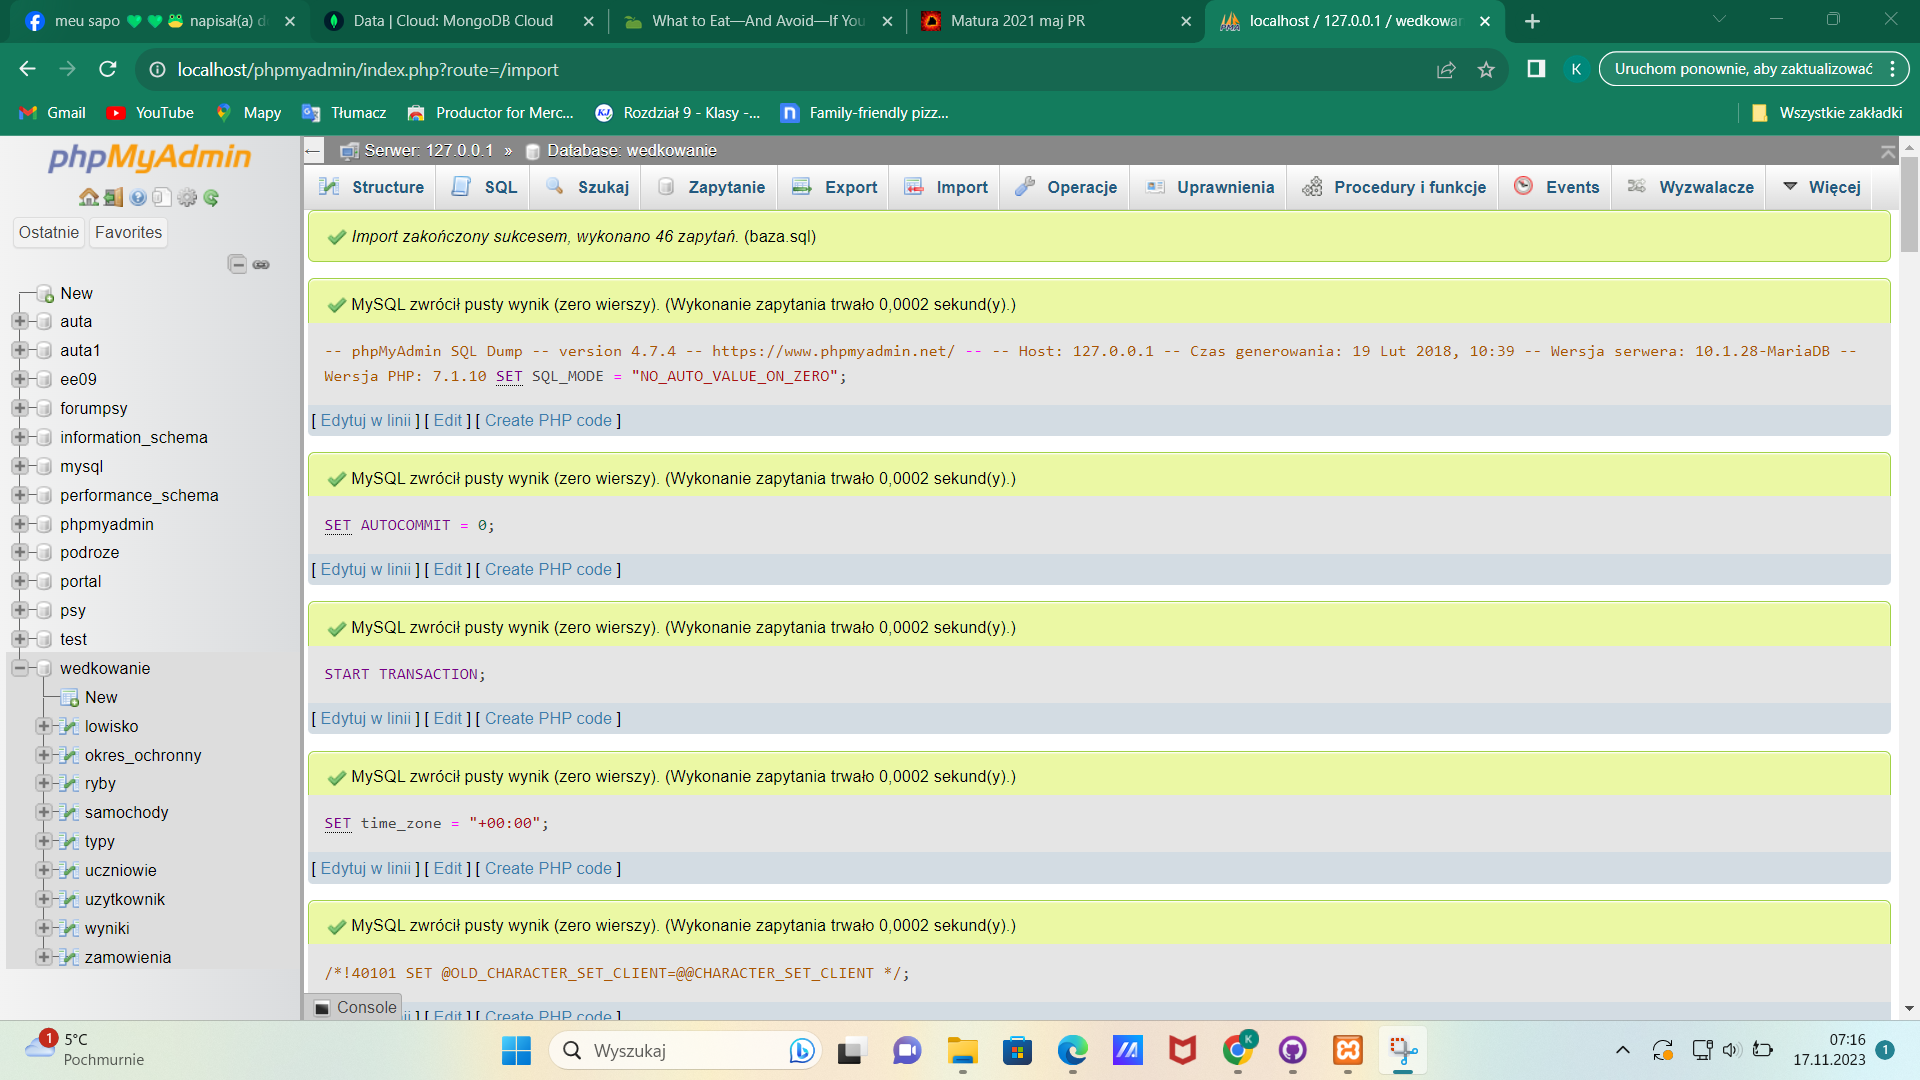 meu sapo 💚 💚 🐸 napisał(a) d
Data | Cloud: MongoDB Cloud
What to Eat—And Avoid—If You
Matura 2021 maj PR
localhost / 127.0.0.1 / wedkowan
localhost/phpmyadmin/index.php?route=/import
K
Uruchom ponownie, aby zaktualizować
Gmail
YouTube
Mapy
Tłumacz
Productor for Merc...
KJ
Rozdział 9 - Klasy -...
n
Family-friendly pizz...
Wszystkie zakładki
phpMyAdmin
Ostatnie
Favorites
New
auta
auta1
ee09
forumpsy
information_schema
mysql
performance_schema
phpmyadmin
podroze
portal
psy
test
wedkowanie
New
lowisko
okres_ochronny
ryby
samochody
typy
uczniowie
uzytkownik
wyniki
zamowienia
Serwer: 127.0.0.1 » Database: wedkowanie
Structure
SQL
Szukaj
Zapytanie
Export
Import
Operacje
Uprawnienia
Procedury i funkcje
Events
Wyzwalacze
Więcej
Import zakończony sukcesem, wykonano 46 zapytań. (baza.sql)
MySQL zwrócił pusty wynik (zero wierszy). (Wykonanie zapytania trwało 0,0002 sekund(y).)
-- phpMyAdmin SQL Dump -- version 4.7.4 -- https://www.phpmyadmin.net/ -- -- Host: 127.0.0.1 -- Czas generowania: 19 Lut 2018, 10:39 -- Wersja serwera: 10.1.28-MariaDB --
Wersja PHP: 7.1.10 SET SQL_MODE = "NO_AUTO_VALUE_ON_ZERO";
[ Edytuj w linii ] [ Edit ] [ Create PHP code ]
MySQL zwrócił pusty wynik (zero wierszy). (Wykonanie zapytania trwało 0,0002 sekund(y).)
SET AUTOCOMMIT = 0;
[ Edytuj w linii ] [ Edit ] [ Create PHP code ]
MySQL zwrócił pusty wynik (zero wierszy). (Wykonanie zapytania trwało 0,0002 sekund(y).)
START TRANSACTION;
[ Edytuj w linii ] [ Edit ] [ Create PHP code ]
MySQL zwrócił pusty wynik (zero wierszy). (Wykonanie zapytania trwało 0,0002 sekund(y).)
SET time_zone = "+00:00";
[ Edytuj w linii ] [ Edit ] [ Create PHP code ]
MySQL zwrócił pusty wynik (zero wierszy). (Wykonanie zapytania trwało 0,0002 sekund(y).)
/*!40101 SET @OLD_CHARACTER_SET_CLIENT=@@CHARACTER_SET_CLIENT */;
Console
ii ] [ Edit ] [ Create PHP code ]
1
5°C
Pochmurnie
Wyszukaj
K
07:16
17.11.2023
1